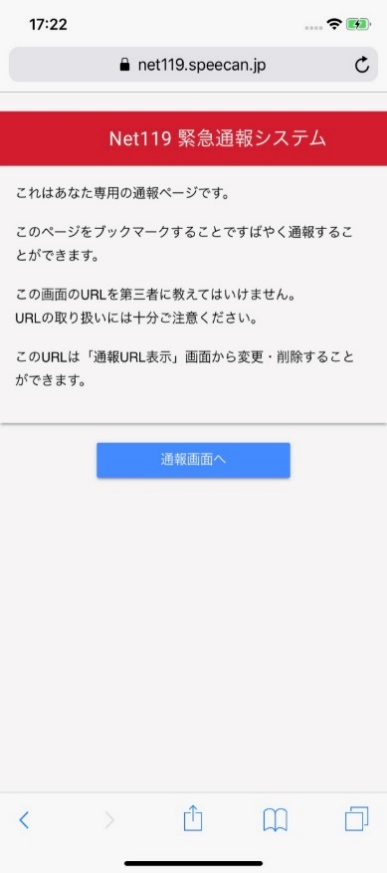 17:22
net119.speecan.jp
Net119 緊急通報システム
これはあなた専用の通報ページです。
このページをブックマークすることですばやく通報するこ
とができます。
この画面のURLを第三者に教えてはいけません。
URLの取り扱いには十分ご注意ください。
このURLは「通報URL表示」画面から変更・削除すること
ができます。
通報画面へ